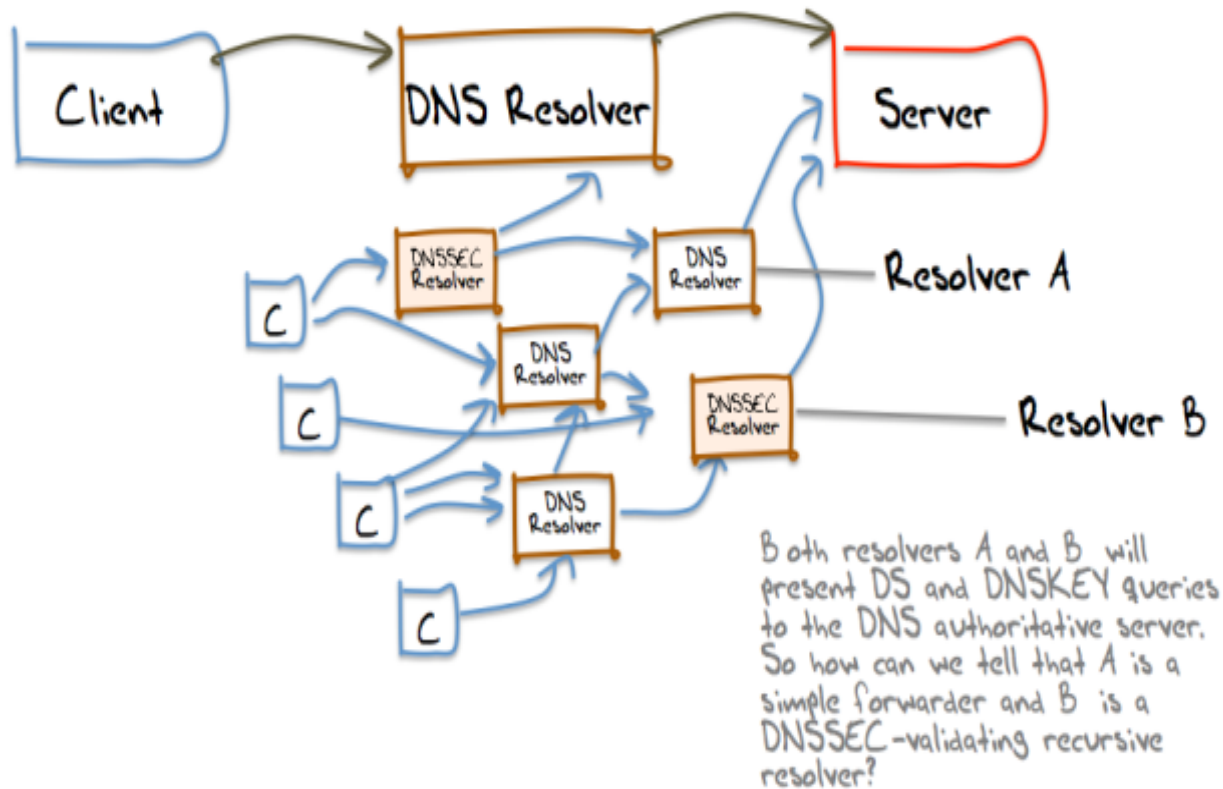 Client
DNS Resolver
Server
DNSSEC
Resolver
DNS
Resolver
Resolver A
C
DNS
Resolver
C
DNSSEC
Resolver
Resolver B
C
DNS
Resolver
C
Both resolvers A and B will
present DS and DNSKEY queries
to the DNS authoritative server.
So how can we tell that A is a
simple forwarder and B is a
DNSSEC-validating recursive
resolver?